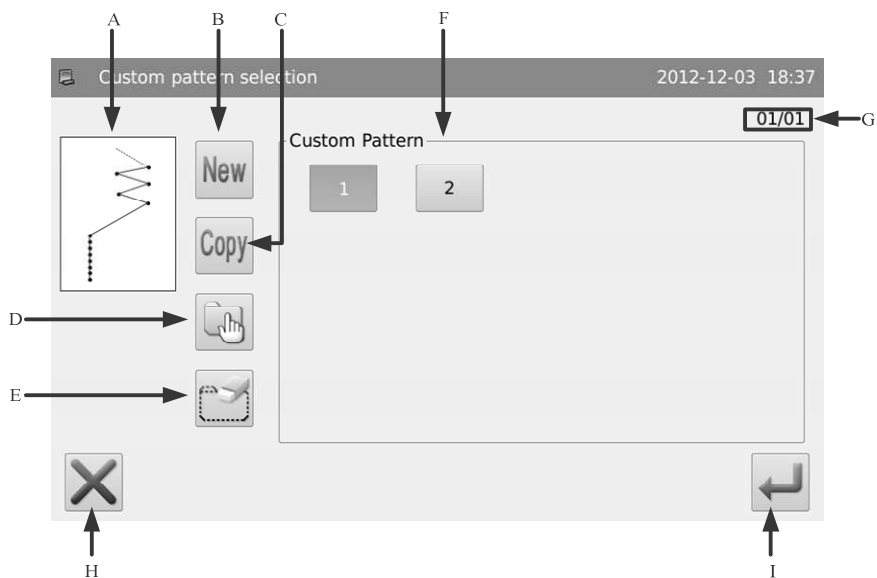 A B C F
Custom pattern selection 2012-12-03 18:37
01/01 G
Custom Pattern
New 1 2
Copy
D
E
H I